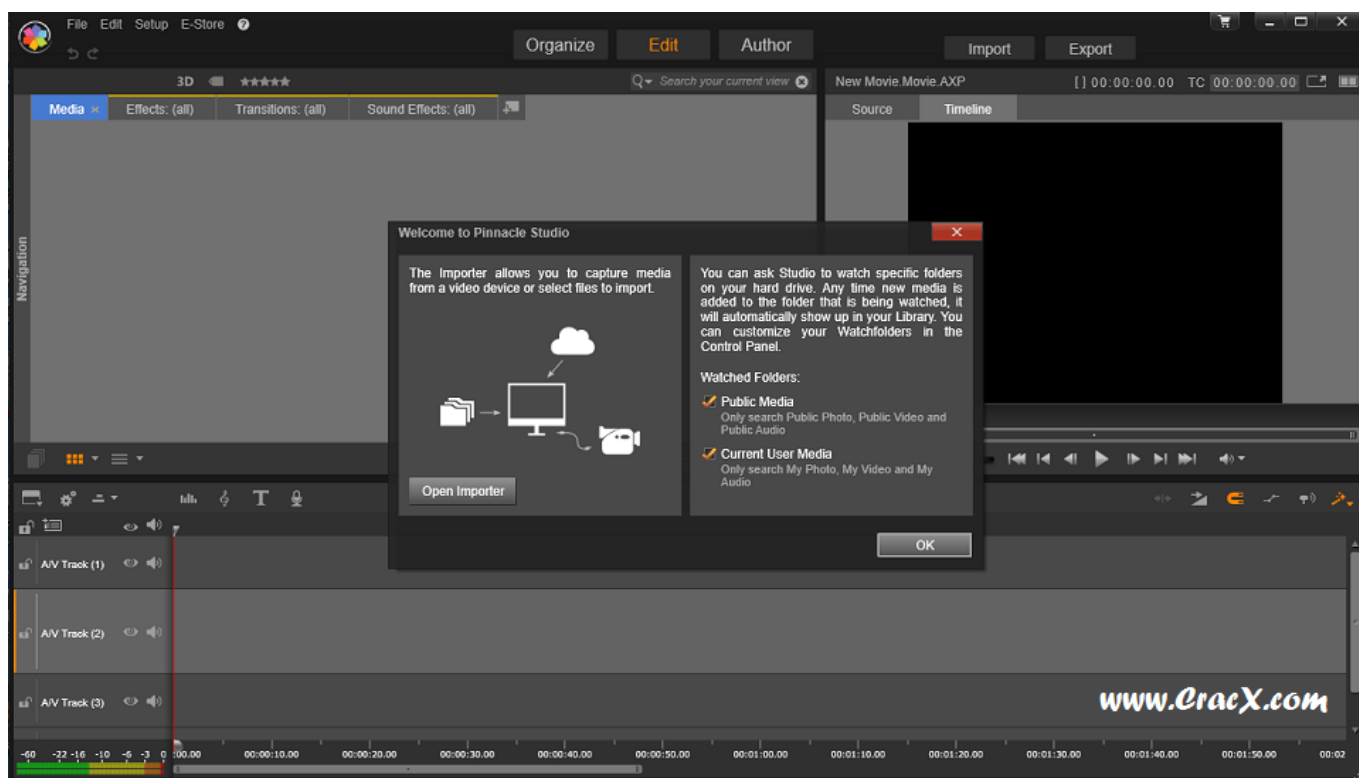 File Edit Setup E-Store ?
Organize Edit Author
Import Export
3D
Search your current view
New Movie.Movie.AXP [ ] 00:00:00.00 TC 00:00:00.00
Media × Effects: (all) Transitions: (all) Sound Effects: (all)
Source Timeline
Navigation
Welcome to Pinnacle Studio
The Importer allows you to capture media
from a video device or select files to import.
Open Importer
You can ask Studio to watch specific folders
on your hard drive. Any time new media is
added to the folder that is being watched, it
will automatically show up in your Library. You
can customize your Watchfolders in the
Control Panel.
Watched Folders:
Public Media
Only search Public Photo, Public Video and
Public Audio
Current User Media
Only search My Photo, My Video and My
Audio
OK
T
A/V Track (1)
A/V Track (2)
A/V Track (3)
www.CracX.com
-60 -22 -16 -10 -6 -3 0 :00.00 00:00:10.00 00:00:20.00 00:00:30.00 00:00:40.00 00:00:50.00 00:01:00.00 00:01:10.00 00:01:20.00 00:01:30.00 00:01:40.00 00:01:50.00 00:02